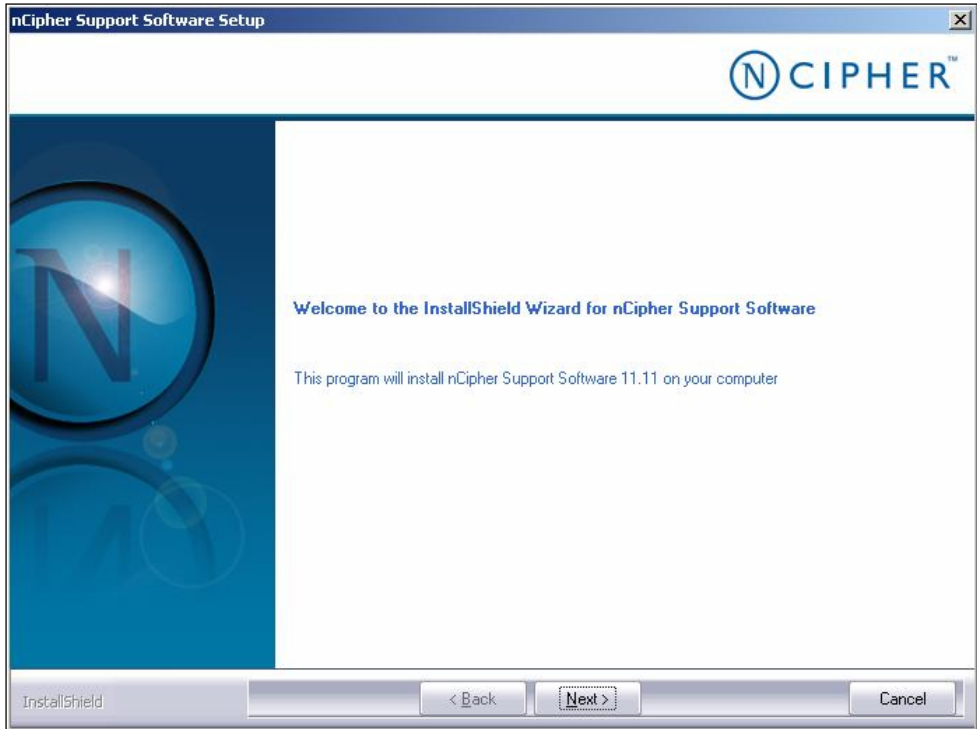 nCipher Support Software Setup
N CIPHER™
N
Welcome to the InstallShield Wizard for nCipher Support Software
This program will install nCipher Support Software 11.11 on your computer
InstallShield
< Back
Next >
Cancel